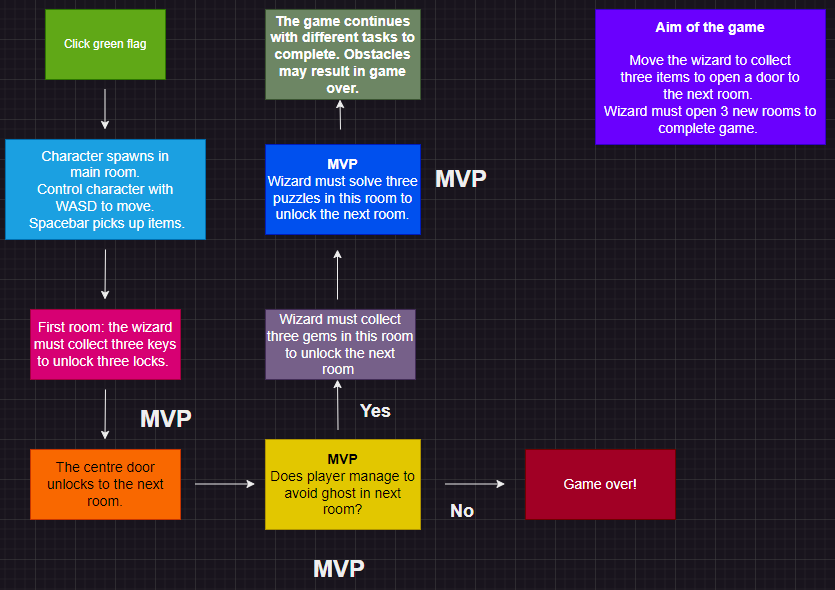 Click green flag
Character spawns in
main room.
Control character with
WASD to move.
Spacebar picks up items.
First room: the wizard
must collect three keys
to unlock three locks.
MVP
The centre door
unlocks to the next
room.
MVP
Does player manage to
avoid ghost in next
room?
MVP
No
Game over!
Yes
Wizard must collect
three gems in this room
to unlock the next
room
MVP
Wizard must solve three
puzzles in this room to
unlock the next room.
MVP
The game continues
with different tasks to
complete. Obstacles
may result in game
over.
Aim of the game
Move the wizard to collect
three items to open a door to
the next room.
Wizard must open 3 new rooms to
complete game.